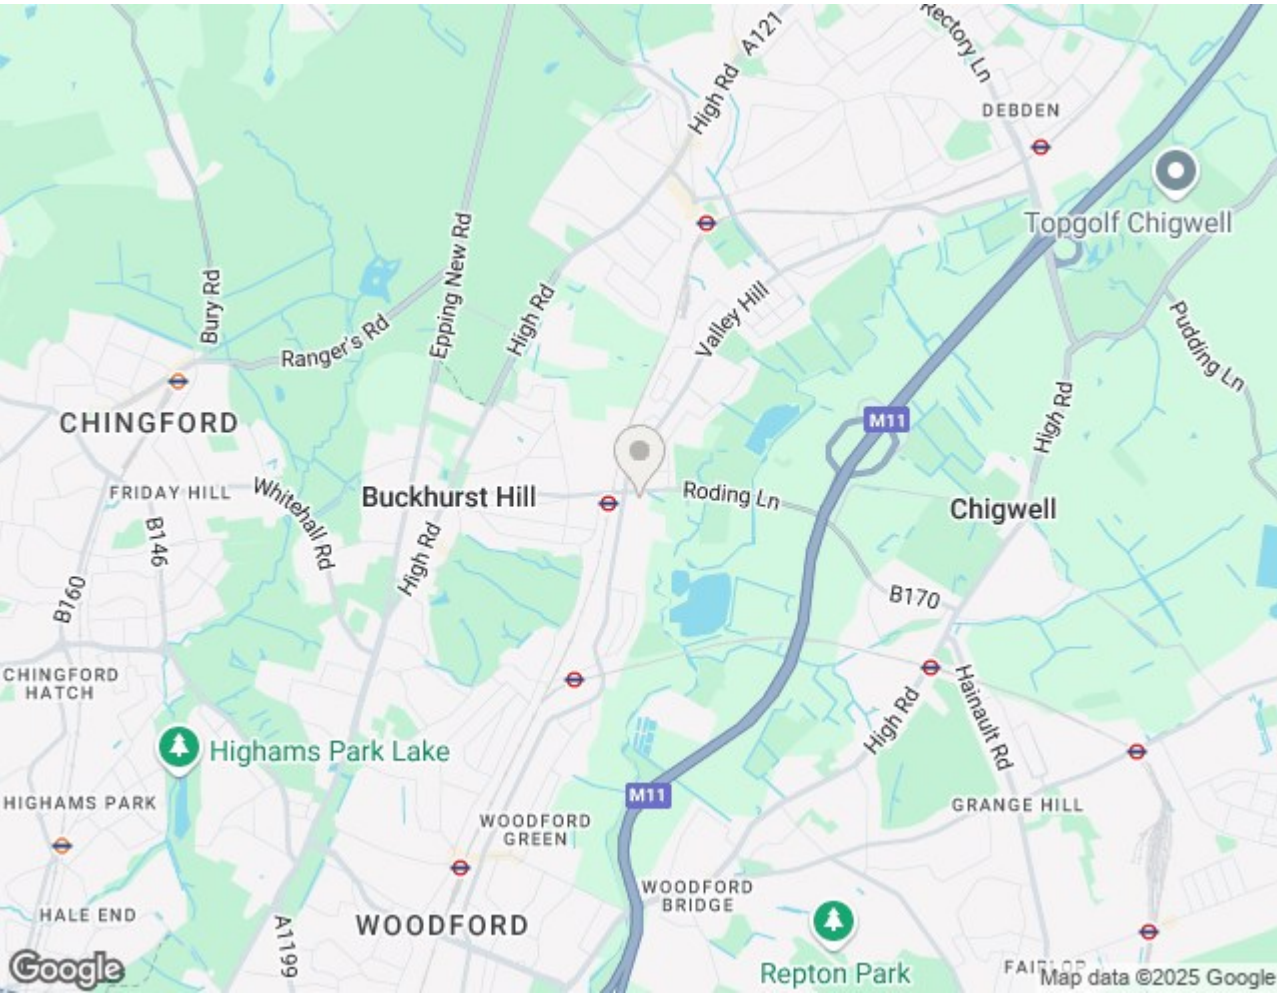 Rectory Ln
A121
High Rd
DEBDEN
Topgolf Chigwell
Epping New Rd
Bury Rd
High Rd
Valley Hill
Ranger's Rd
Pudding Ln
CHINGFORD
High Rd
M11
FRIDAY HILL
Whitehall Rd
Buckhurst Hill
Roding Ln
Chigwell
B146
High Rd
B160
B170
CHINGFORD
HATCH
Hainault Rd
High Rd
Highams Park Lake
M11
HIGHAMS PARK
GRANGE HILL
WOODFORD
GREEN
WOODFORD
BRIDGE
HALE END
WOODFORD
A1199
Repton Park
FAIRLOP
Google
Map data ©2025 Google